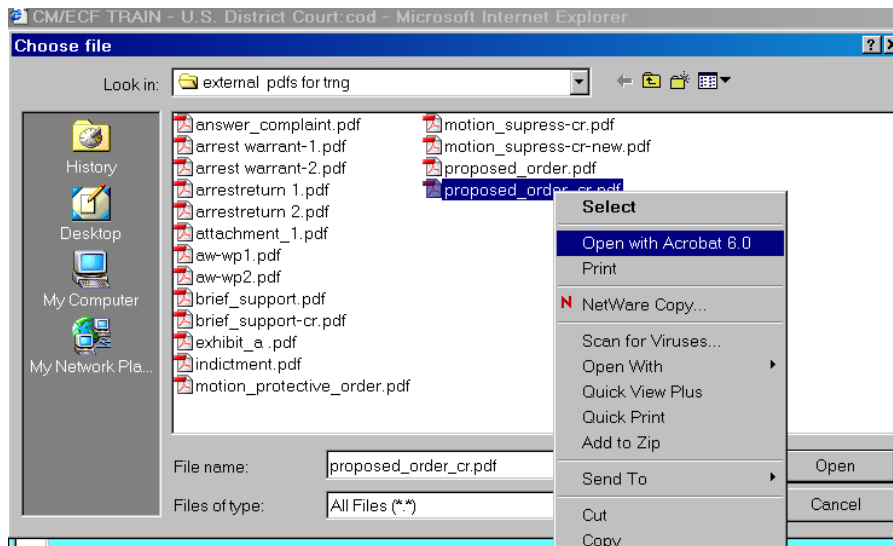 CM/ECF TRAIN - U.S. District Court:cod - Microsoft Internet Explorer
Choose file
Look in:
external pdfs for trng
History
Desktop
My Computer
My Network Pla...
answer_complaint.pdf
arrest warrant-1.pdf
arrest warrant-2.pdf
arrestreturn 1.pdf
arrestreturn 2.pdf
attachment_1.pdf
aw-wp1.pdf
aw-wp2.pdf
brief_support.pdf
brief_support-cr.pdf
exhibit_a .pdf
indictment.pdf
motion_protective_order.pdf
motion_supress-cr.pdf
motion_supress-cr-new.pdf
proposed_order.pdf
proposed_order_cr.pdf
Select
Open with Acrobat 6.0
Print
N NetWare Copy...
Scan for Viruses...
Open With
Quick View Plus
Quick Print
Add to Zip
Send To
Cut
Copy
File name:
proposed_order_cr.pdf
Open
Files of type:
All Files (*.*)
Cancel